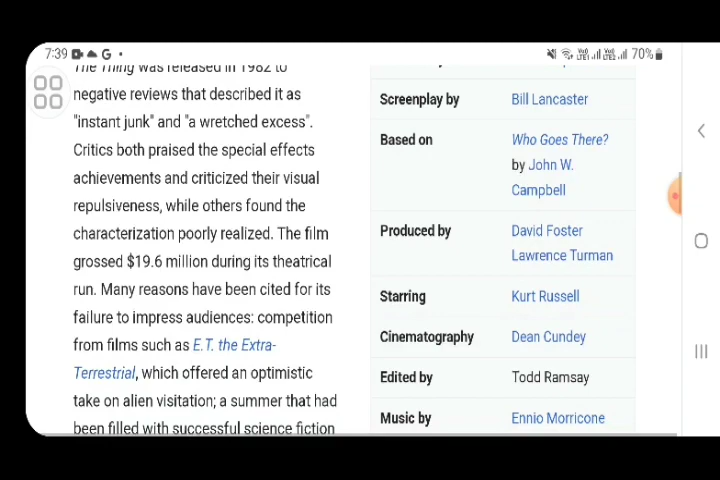 7:39
70%
The Thing was released in 1982 to
negative reviews that described it as
"instant junk" and "a wretched excess".
Critics both praised the special effects
achievements and criticized their visual
repulsiveness, while others found the
characterization poorly realized. The film
grossed $19.6 million during its theatrical
run. Many reasons have been cited for its
failure to impress audiences: competition
from films such as E.T. the Extra-
Terrestrial, which offered an optimistic
take on alien visitation; a summer that had
been filled with successful science fiction
Screenplay by Bill Lancaster
Based on Who Goes There?
by John W.
Campbell
Produced by David Foster
Lawrence Turman
Starring Kurt Russell
Cinematography Dean Cundey
Edited by Todd Ramsay
Music by Ennio Morricone